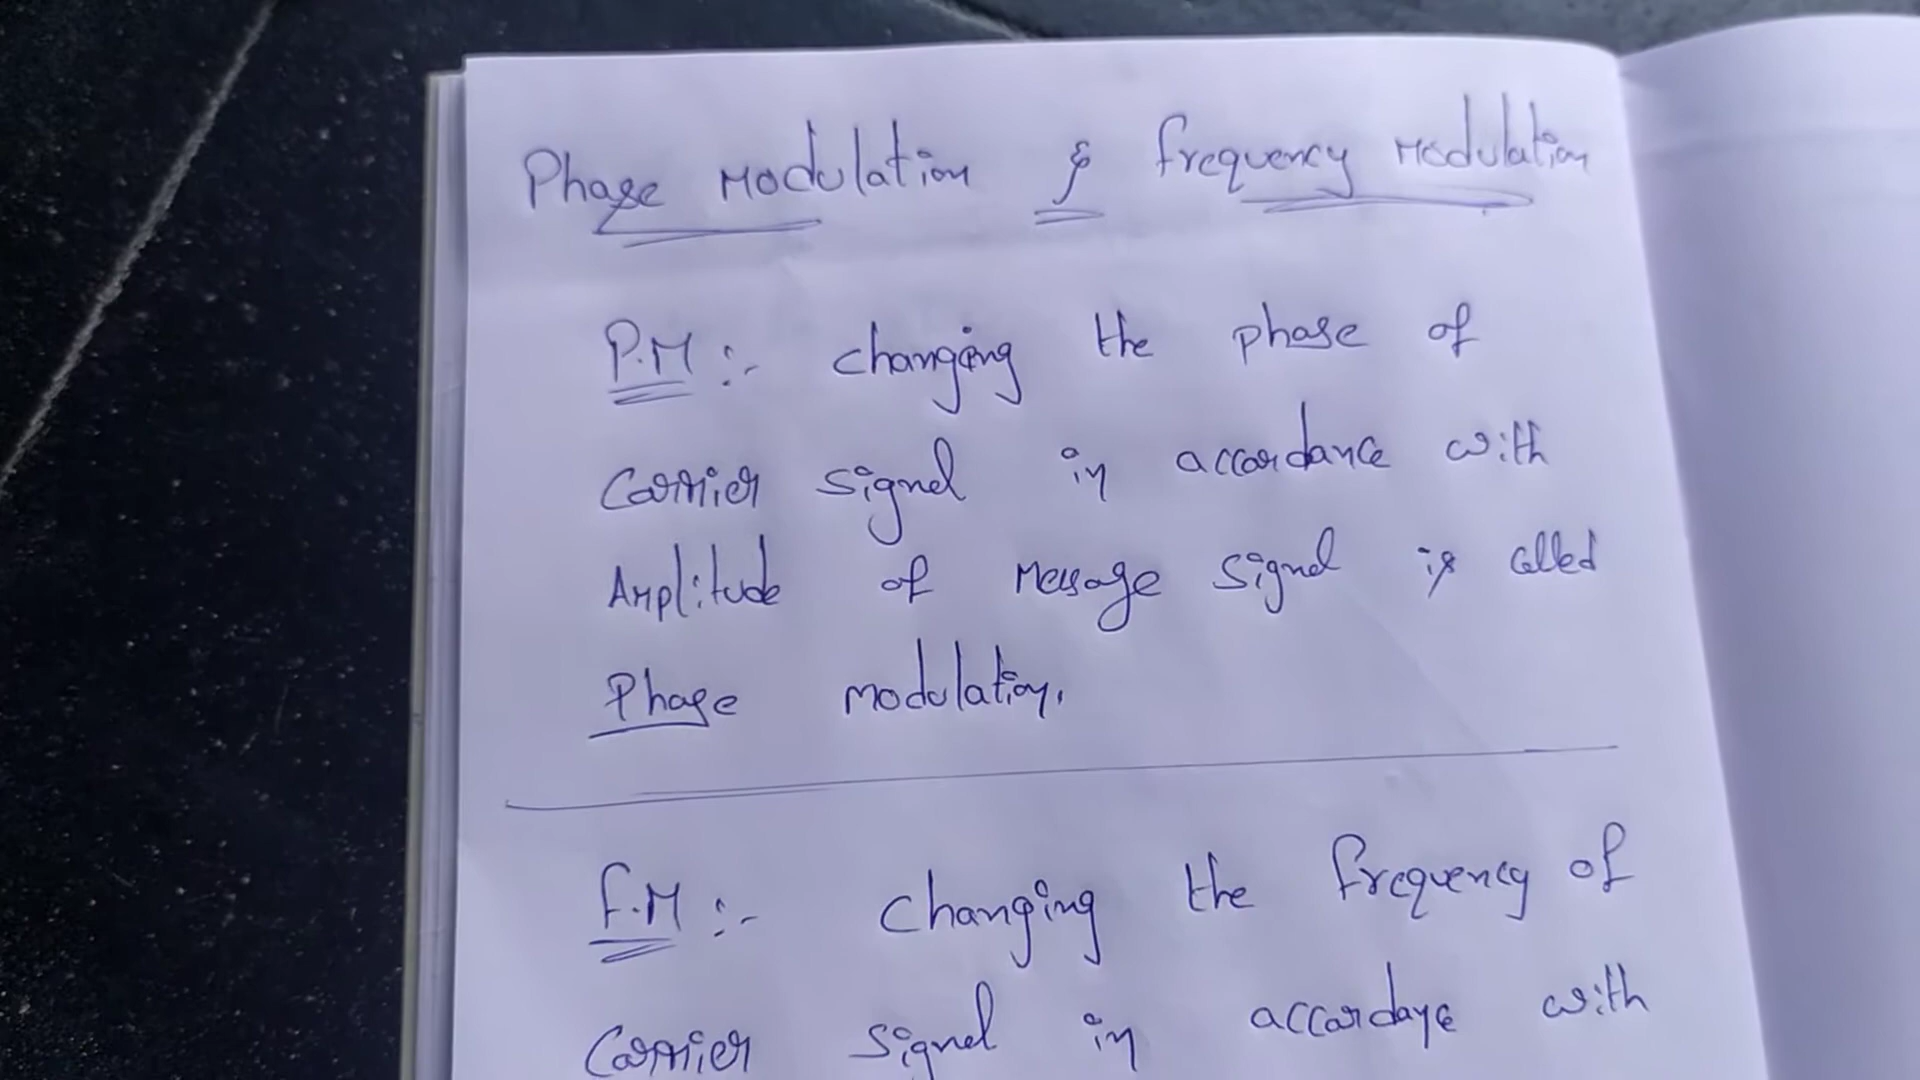 Phase Modulation & frequency Modulation
P.M :- changing the phase of
Carrier signal in accordance with
Amplitude of Message signal is called
Phase modulation.
F.M :- changing the frequency of
Carrier signal in accordance with